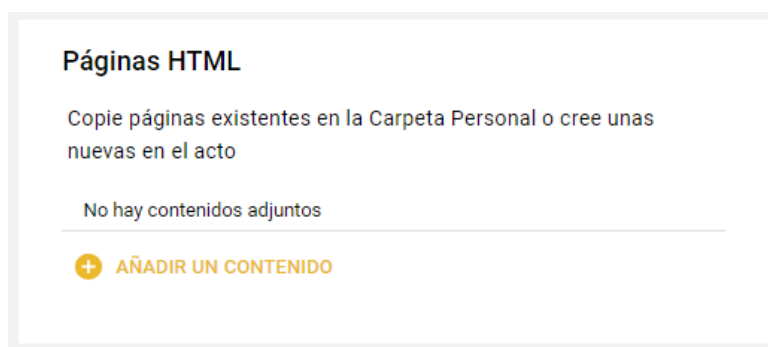 Páginas HTML
Copie páginas existentes en la Carpeta Personal o cree unas
nuevas en el acto
No hay contenidos adjuntos
AÑADIR UN CONTENIDO